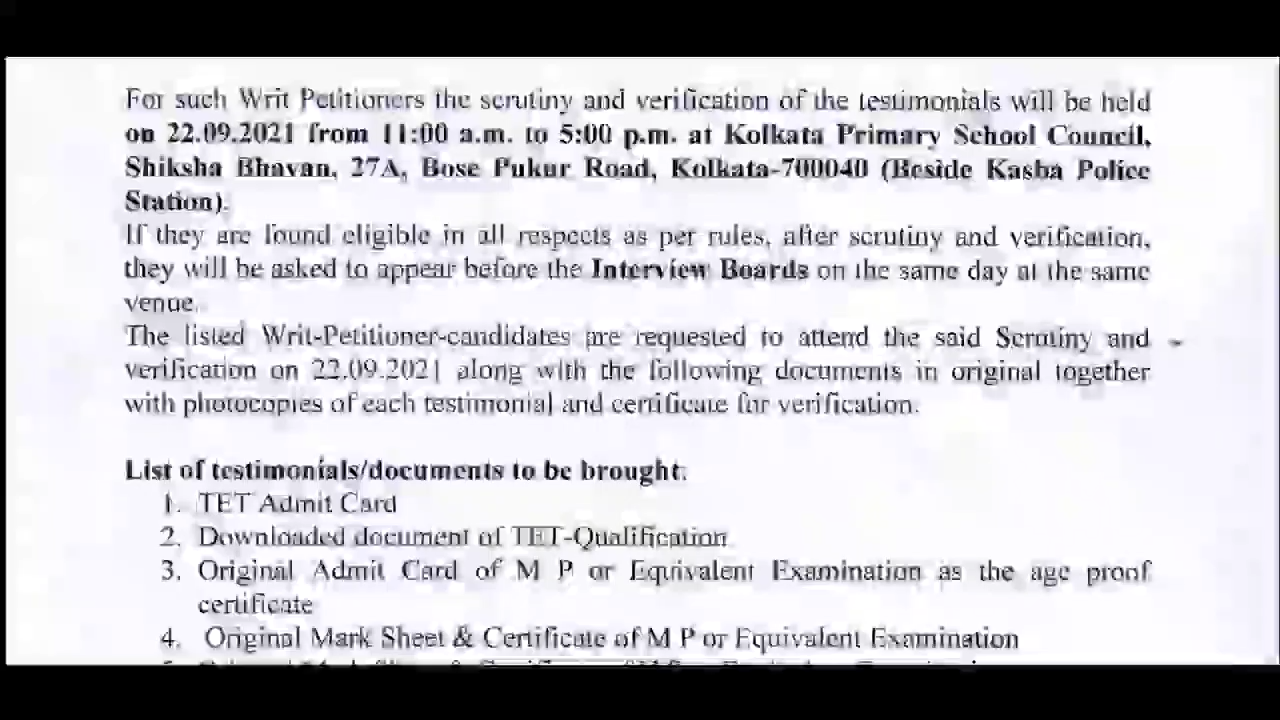 For such Writ Petitioners the scrutiny and verification of the testimonials will be held
on 22.09.2021 from 11:00 a.m. to 5:00 p.m. at Kolkata Primary School Council,
Shiksha Bhavan, 27A, Bose Pukur Road, Kolkata-700040 (Beside Kasba Police
Station).
If they are found eligible in all respects as per rules, after scrutiny and verification,
they will be asked to appear before the Interview Boards on the same day at the same
venue.
The listed Writ-Petitioner-candidates are requested to attend the said Scrutiny and
verification on 22.09.2021 along with the following documents in original together
with photocopies of each testimonial and certificate for verification.
List of testimonials/documents to be brought:
1. TET Admit Card
2. Downloaded document of TET-Qualification
3. Original Admit Card of M P or Equivalent Examination as the age proof
certificate
4. Original Mark Sheet & Certificate of M P or Equivalent Examination